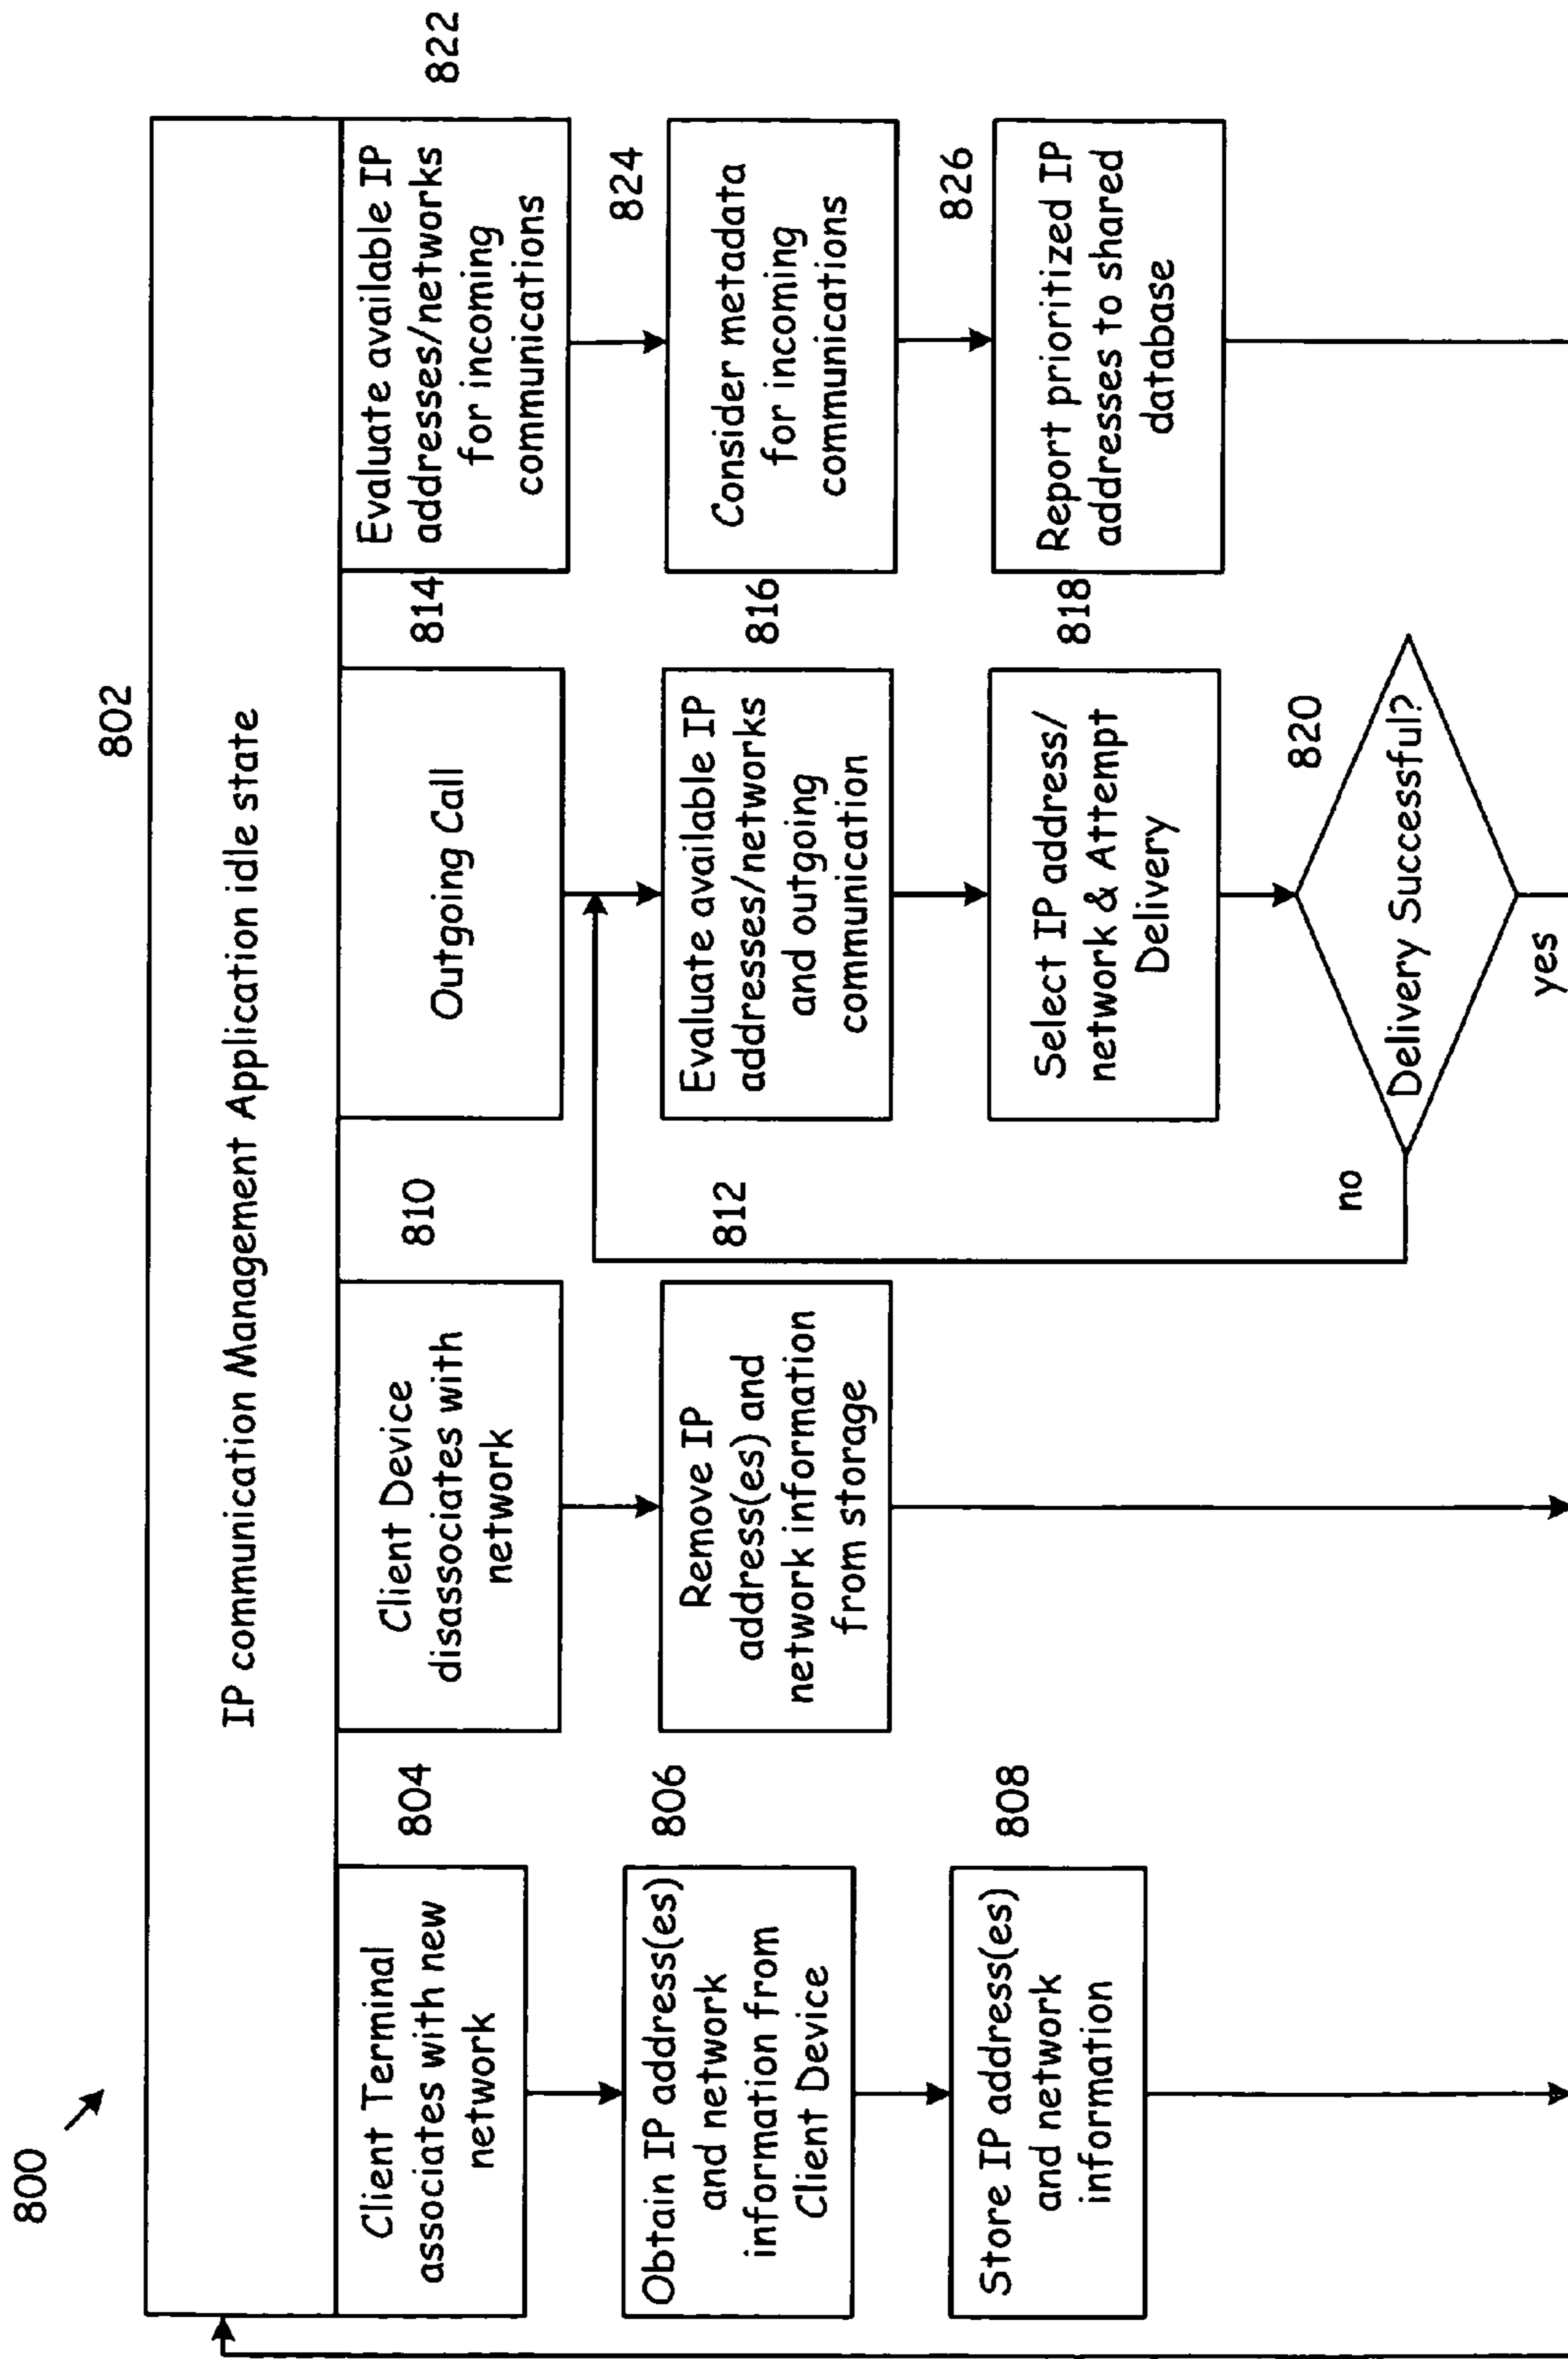 800
802
IP communication Management Application idle state
804
Client Terminal
associates with new
network
806
Obtain IP address(es)
and network
information from
Client Device
808
Store IP address(es)
and network
information
810
Client Device
disassociates with
network
812
Remove IP
address(es) and
network information
from storage
814
Outgoing Call
816
Evaluate available IP
addresses/networks
and outgoing
communication
818
Select IP address/
network & Attempt
Delivery
820
Delivery Successful?
no
yes
822
Evaluate available IP
addresses/networks
for incoming
communications
824
Consider metadata
for incoming
communications
826
Report prioritized IP
addresses to shared
database